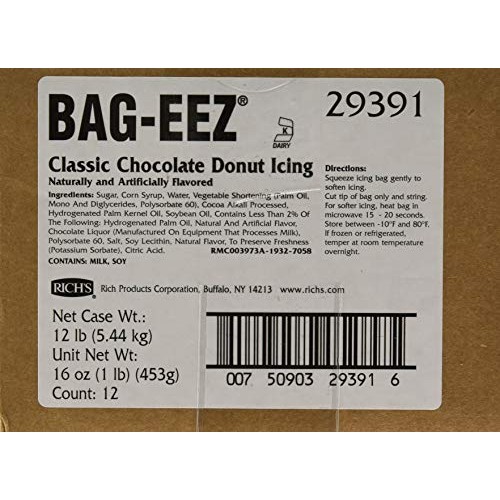 BAG-EEZ®
29391
K
DAIRY
Classic Chocolate Donut Icing
Naturally and Artificially Flavored
Ingredients: Sugar, Corn Syrup, Water, Vegetable Shortening (Palm Oil,
Mono And Diglycerides, Polysorbate 60), Cocoa Alkali Processed,
Hydrogenated Palm Kernel Oil, Soybean Oil, Contains Less Than 2% Of
The Following: Natural And Artificial Flavor, Natural Flavor, Agar,
Chocolate Liquor (Manufactured On Equipment That Processes Milk),
Polysorbate 60, Salt, Soy Lecithin, To Preserve Freshness
(Potassium Sorbate), Citric Acid.
RMC003973A-1932-7058
CONTAINS: MILK, SOY
Directions:
Squeeze icing bag gently to
soften icing.
Cut tip of bag only and string.
For softer icing, heat bag in
microwave 15 - 20 seconds.
Store between -10°F and 80°F.
If frozen or refrigerated,
temper at room temperature
overnight.
RICH'S
Rich Products Corporation, Buffalo, NY 14213
www.richs.com
Net Case Wt.:
12 lb (5.44 kg)
Unit Net Wt:
16 oz (1 lb) (453g)
Count: 12
007 50903 29391 6